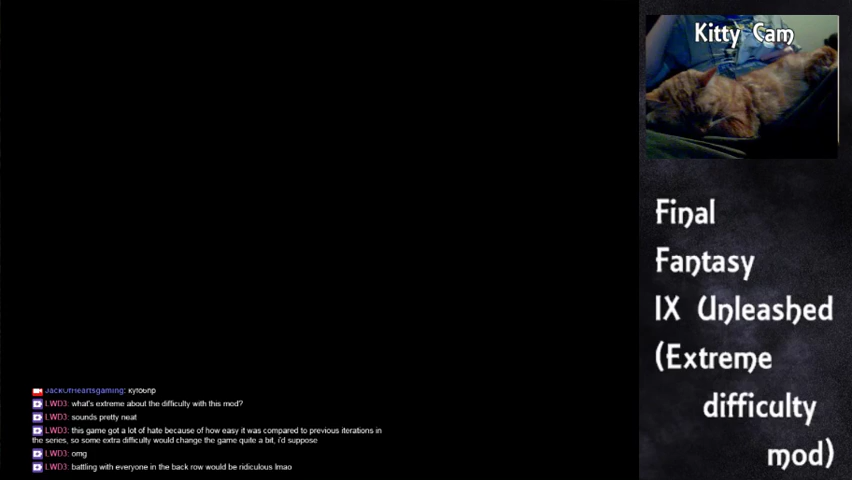 Kitty Cam
Final
Fantasy
IX Unleashed
(Extreme
difficulty
mod)
JackOfHeartsgaming:
LWD3: what's extreme about the difficulty with this mod?
LWD3: sounds pretty neat
LWD3: this game got a lot of hate because of how easy it was compared to previous iterations in
the series, so some extra difficulty would change the game quite a bit, i'd suppose
LWD3: omg
LWD3: battling with everyone in the back row would be ridiculous lmao